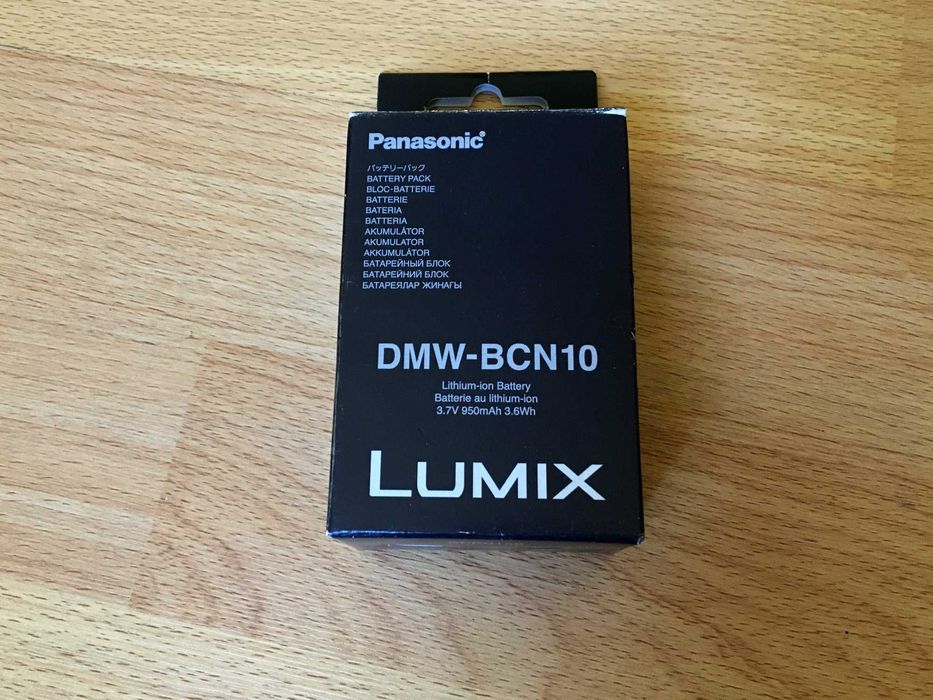 Panasonic®
バッテリーパック
BATTERY PACK
BLOC-BATTERIE
BATTERIE
BATERIA
BATTERIA
AKUMULÁTOR
AKUMULATOR
AKKUMULÁTOR
БАТАРЕЙНЫЙ БЛОК
БАТАРЕЙНИЙ БЛОК
БАТАРЕЯЛАР ЖИНАҒЫ
DMW-BCN10
Lithium-ion Battery
Batterie au lithium-ion
3.7V 950mAh 3.6Wh
LUMIX